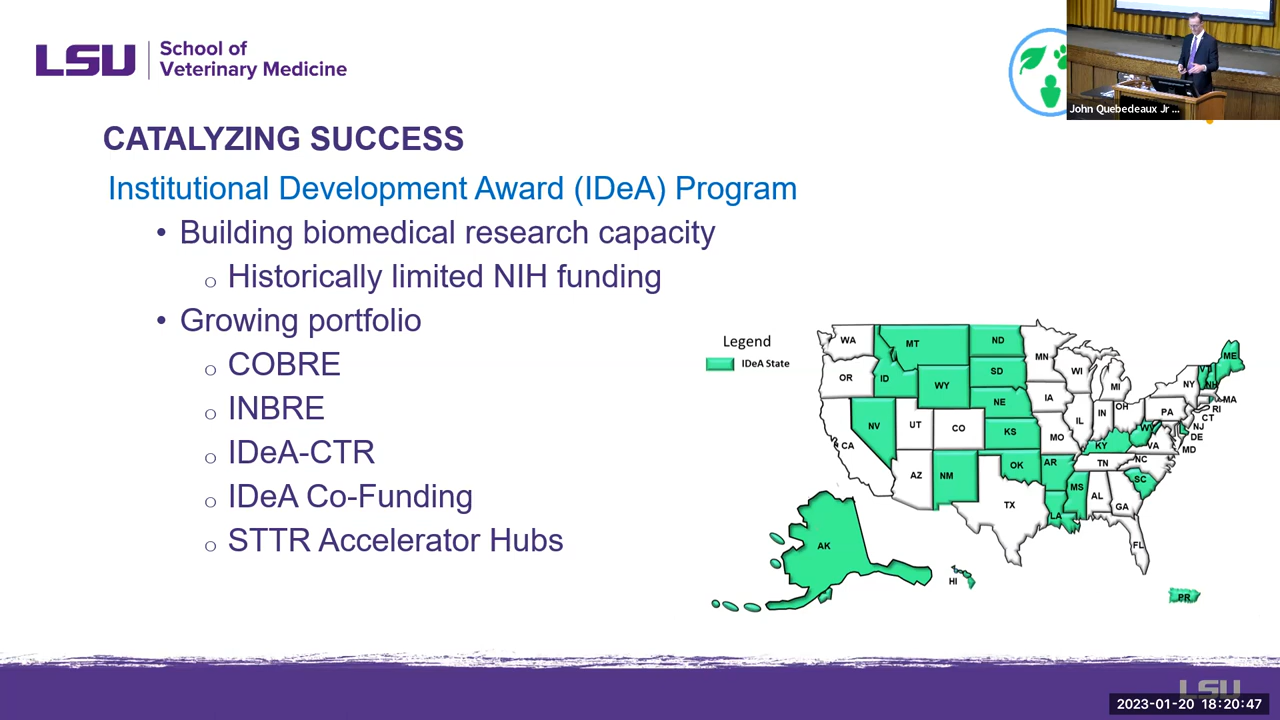 LSU
School of
Veterinary Medicine
John Quebedeaux Jr ...
CATALYZING SUCCESS
Institutional Development Award (IDeA) Program
• Building biomedical research capacity
o Historically limited NIH funding
• Growing portfolio
o COBRE
o INBRE
o IDeA-CTR
o IDeA Co-Funding
o STTR Accelerator Hubs
Legend
IDeA State
WA
MT
ND
MN
ME
OR
ID
SD
WI
VT
NH
WY
MI
NY
MA
NE
IA
RI
NV
UT
CO
IL
IN
OH
PA
CT
NJ
CA
KS
MO
KY
WV
VA
DE
MD
AZ
NM
OK
AR
TN
NC
TX
LA
MS
AL
GA
SC
FL
AK
HI
PR
LSU
2023-01-20 18:20:47